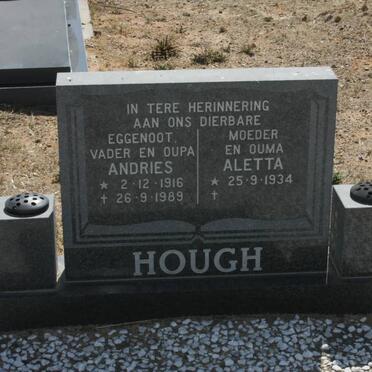 IN TERE HERINNERING
AAN ONS DIERBARE
EGGENOOT,
VADER EN OUPA
ANDRIES
★ 2-12-1916
✝ 26-9-1989
MOEDER
EN OUMA
ALETTA
★ 25-9-1934
✝
HOUGH